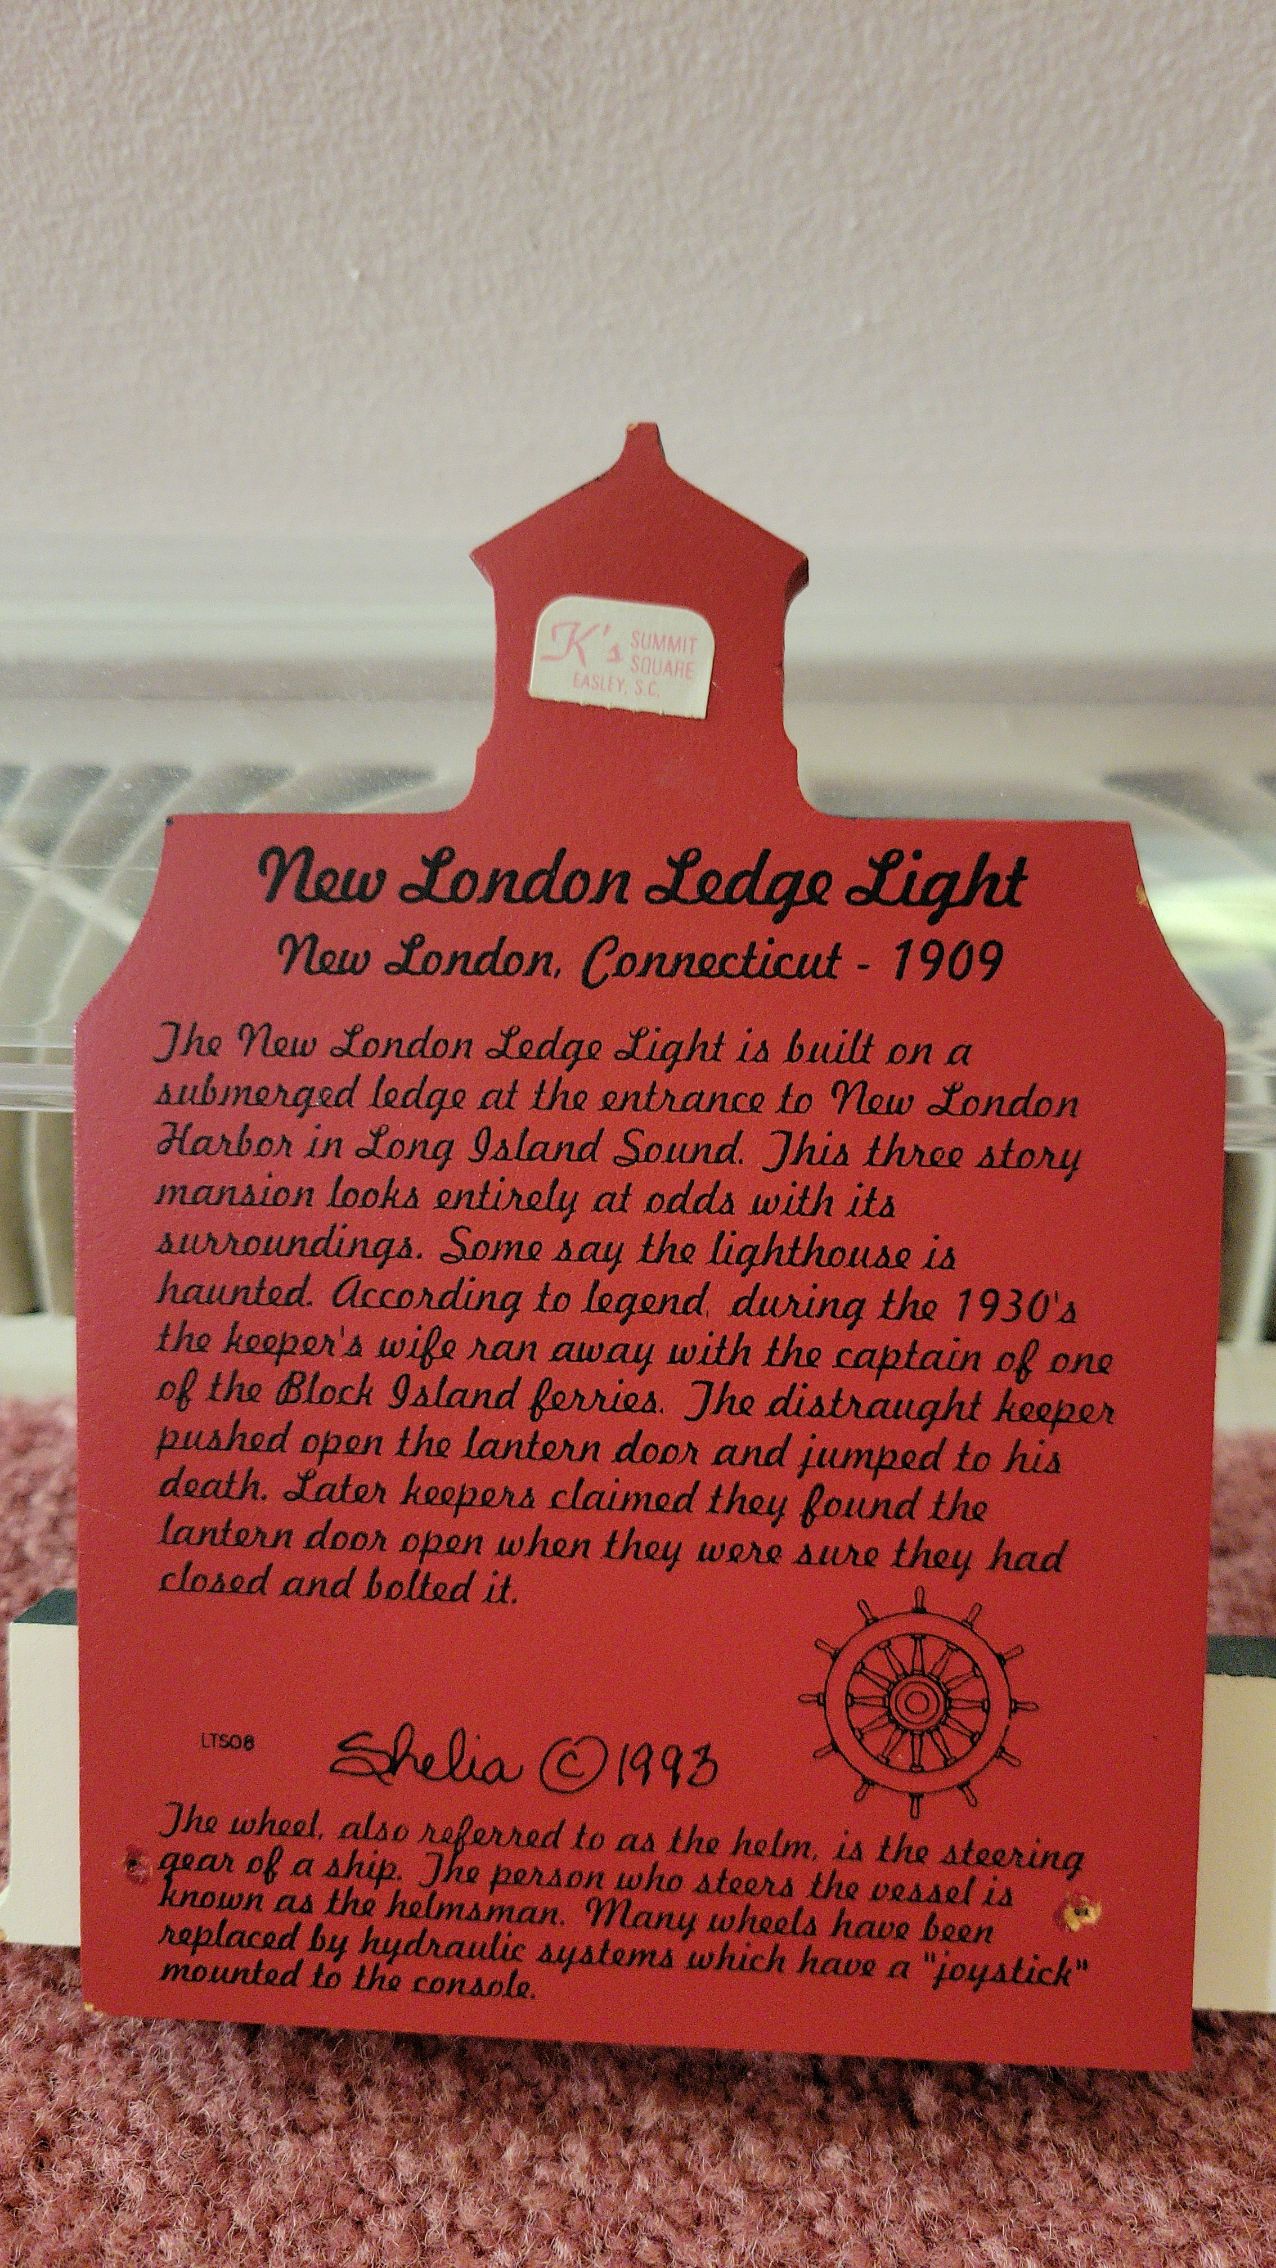 K's SUMMIT
SQUARE
EASLEY, S.C.
New London Ledge Light
New London, Connecticut - 1909
The New London Ledge Light is built on a
submerged ledge at the entrance to New London
Harbor in Long Island Sound. This three story
mansion looks entirely at odds with its
surroundings. Some say the lighthouse is
haunted. According to legend, during the 1930's
the keeper's wife ran away with the captain of one
of the Block Island ferries. The distraught keeper
pushed open the lantern door and jumped to his
death. Later keepers claimed they found the
lantern door open when they were sure they had
closed and bolted it.
LTS08
Shelia © 1993
The wheel, also referred to as the helm, is the steering
gear of a ship. The person who steers the vessel is
known as the helmsman. Many wheels have been
replaced by hydraulic systems which have a "joystick"
mounted to the console.